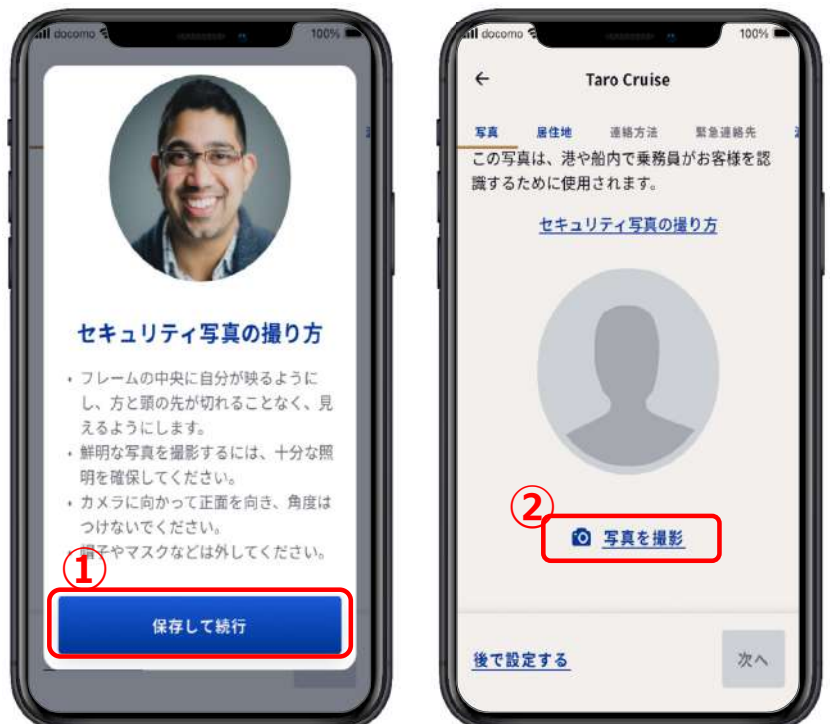 docomo
100%
セキュリティ写真の撮り方
・フレームの中央に自分が映るように
し、方と頭の先が切れることなく、見
えるようにします。
・鮮明な写真を撮影するには、十分な照
明を確保してください。
・カメラに向かって正面を向き、角度は
つけないでください。
・帽子やマスクなどは外してください。
①
保存して続行
docomo
100%
← Taro Cruise
写真 居住地 連絡方法 緊急連絡先
この写真は、港や船内で乗務員がお客様を認
識するために使用されます。
セキュリティ写真の撮り方
②
写真を撮影
後で設定する 次へ